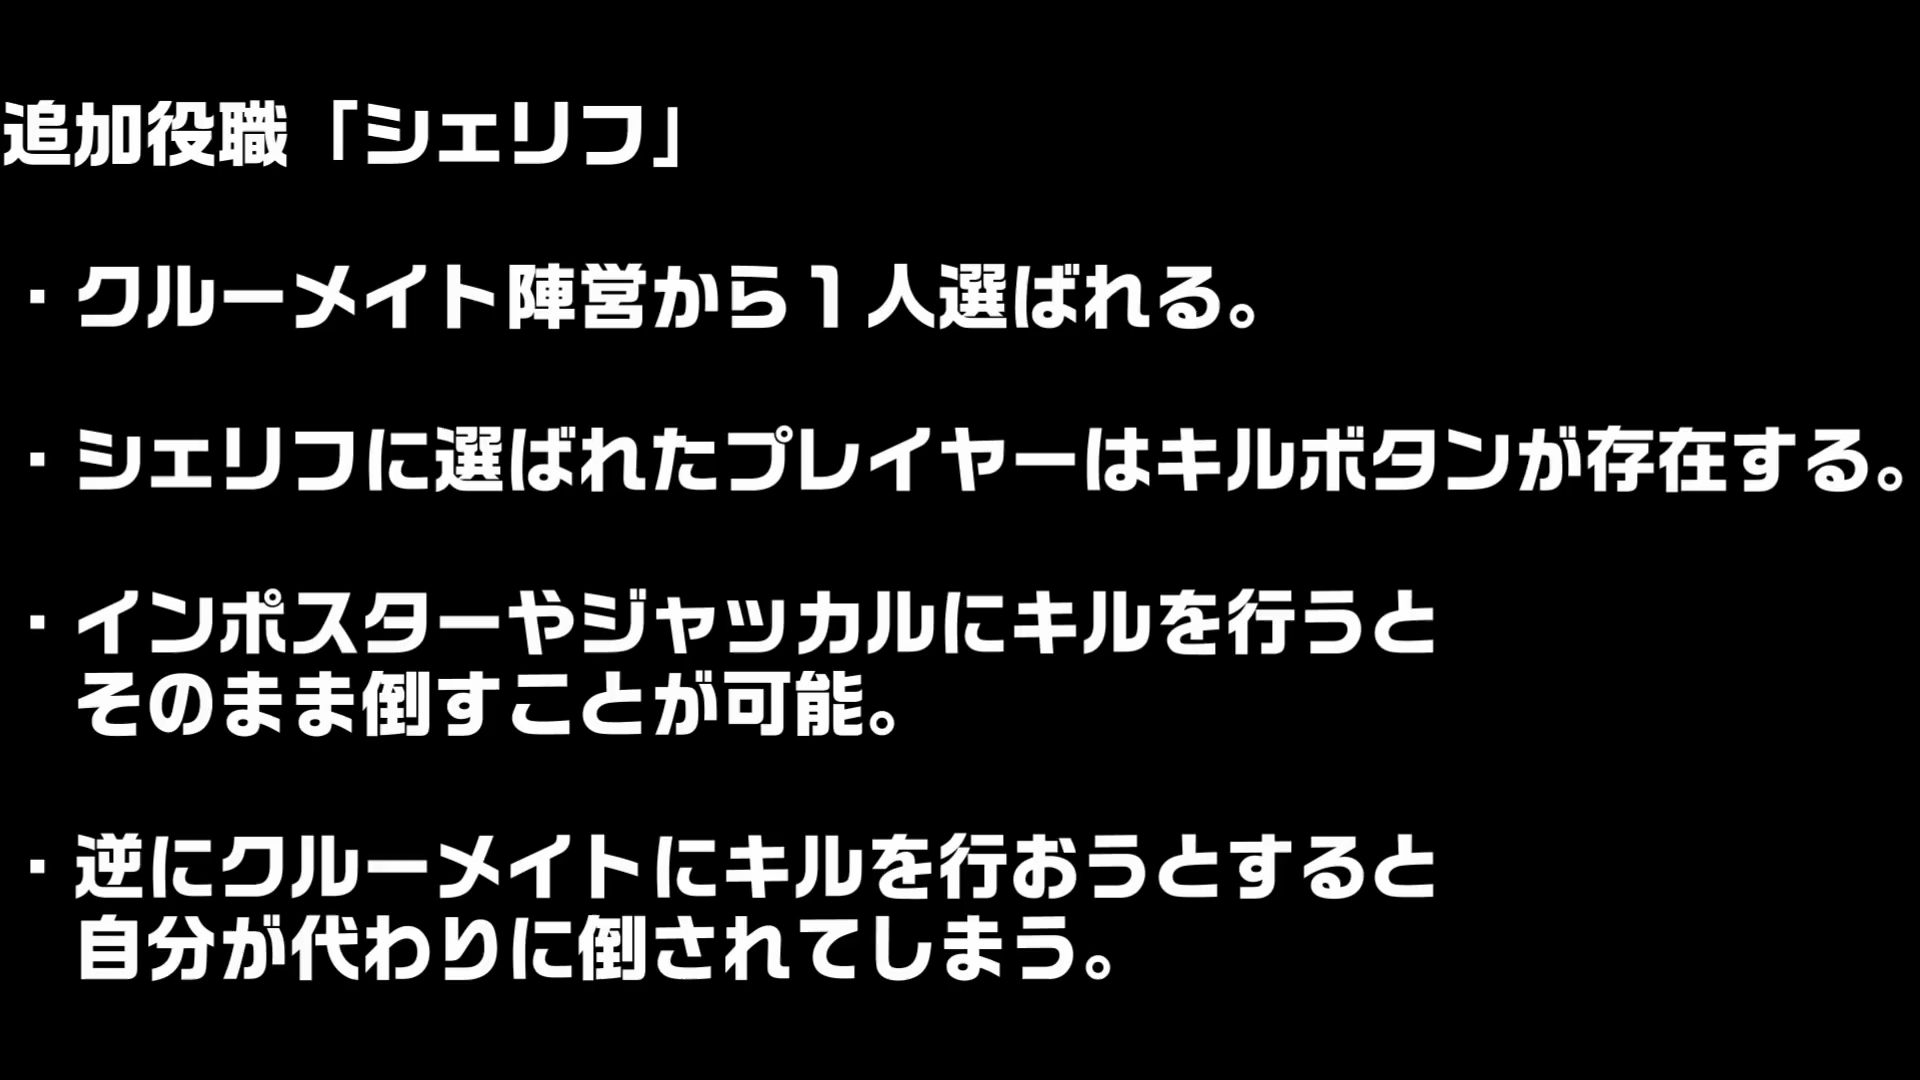 追加役職「シェリフ」
・クルーメイト陣営から１人選ばれる。
・シェリフに選ばれたプレイヤーはキルボタンが存在する。
・インポスターやジャッカルにキルを行うと
そのまま倒すことが可能。
・逆にクルーメイトにキルを行おうとすると
自分が代わりに倒されてしまう。